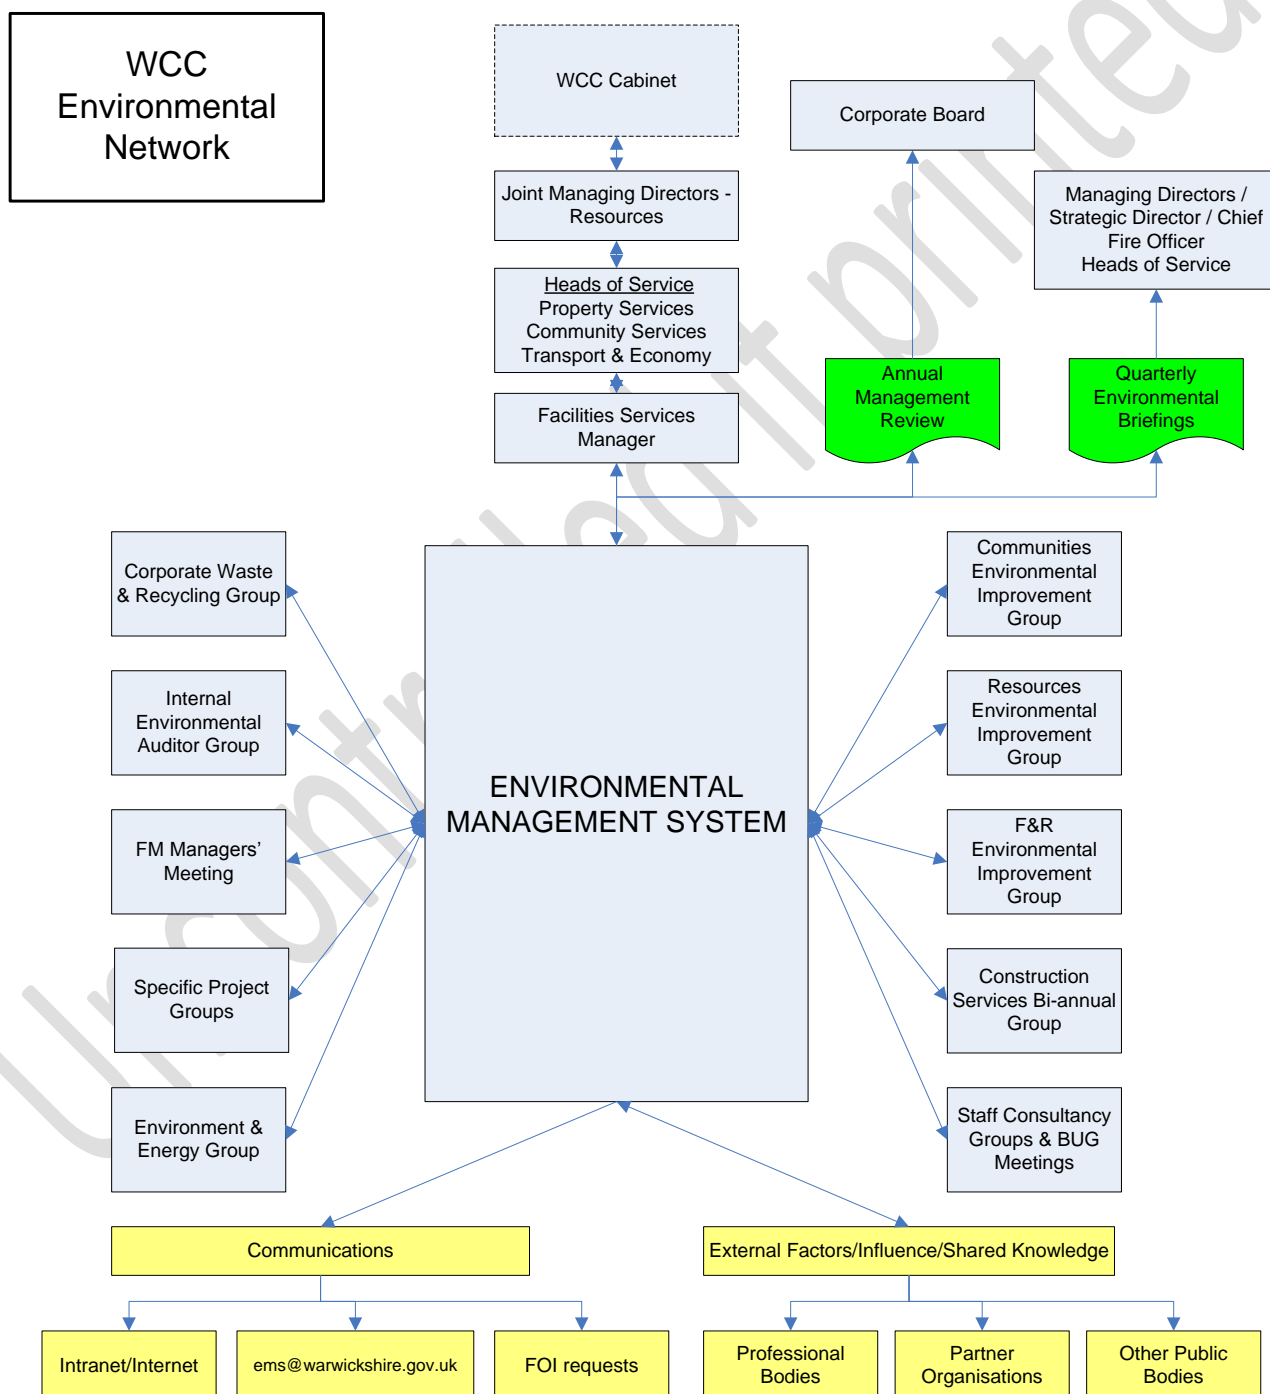 WCC
Environmental
Network
WCC Cabinet
Corporate Board
Joint Managing Directors -
Resources
Managing Directors /
Strategic Director / Chief
Fire Officer
Heads of Service
Heads of Service
Property Services
Community Services
Transport & Economy
Annual
Management
Review
Quarterly
Environmental
Briefings
Facilities Services
Manager
Corporate Waste
& Recycling Group
Communities
Environmental
Improvement
Group
Internal
Environmental
Auditor Group
Resources
Environmental
Improvement
Group
ENVIRONMENTAL
MANAGEMENT SYSTEM
FM Managers'
Meeting
F&R
Environmental
Improvement
Group
Specific Project
Groups
Construction
Services Bi-annual
Group
Environment &
Energy Group
Staff Consultancy
Groups & BUG
Meetings
Communications
External Factors/Influence/Shared Knowledge
Intranet/Internet
ems@warwickshire.gov.uk
FOI requests
Professional
Bodies
Partner
Organisations
Other Public
Bodies
Uncontrolled if printed